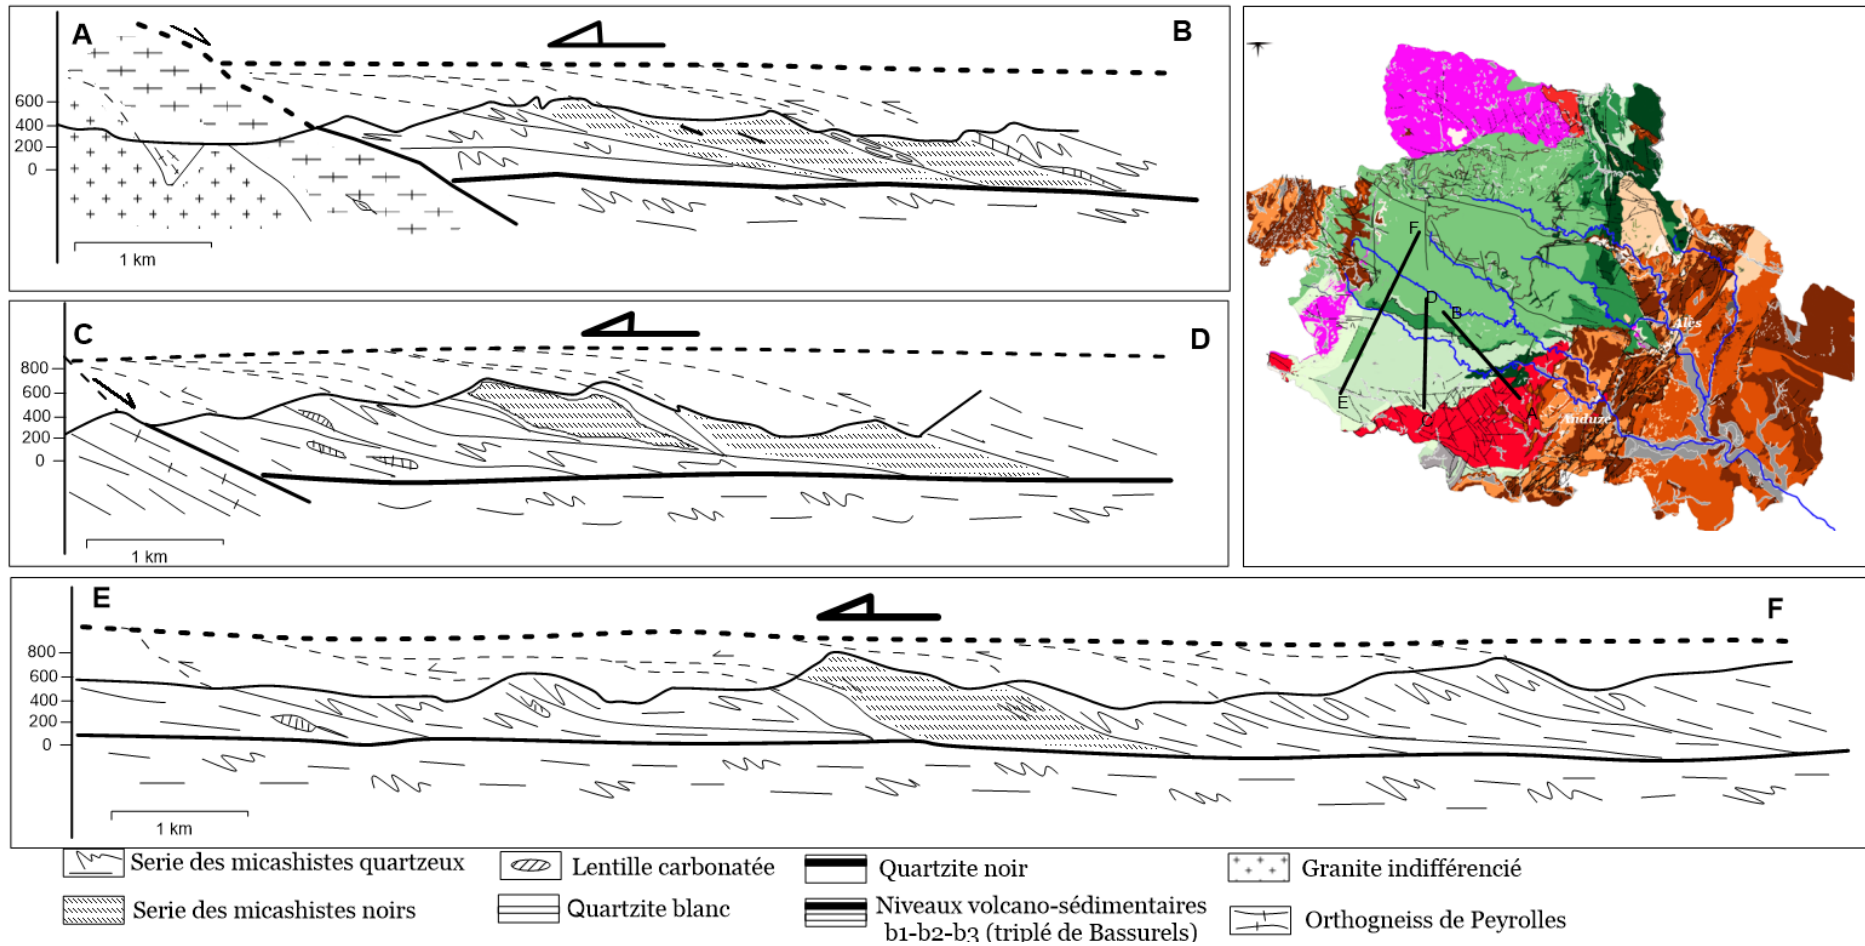 A
B
600
400
200
0
1 km
C
D
800
600
400
200
0
1 km
E
F
800
600
400
200
0
1 km
F
D
B
E
C
A
Alès
Anduze
Serie des micashistes quartzeux
Lentille carbonatée
Quartzite noir
Granite indifférencié
Serie des micashistes noirs
Quartzite blanc
Niveaux volcano-sédimentaires
b1-b2-b3 (triplé de Bassurels)
Orthogneiss de Peyrolles